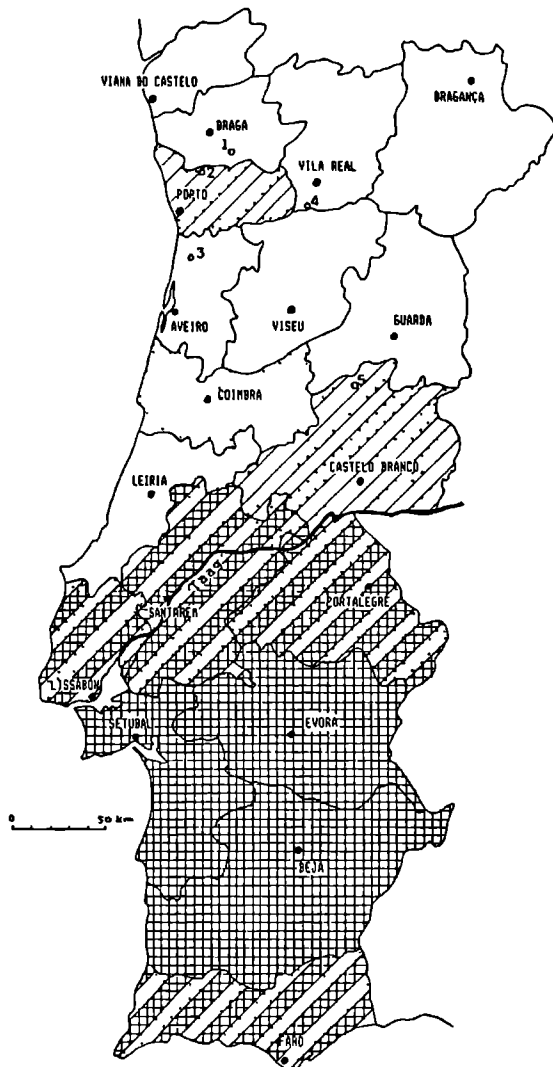 VIANA DO CASTELO
BRAGANÇA
BRAGA
1
VILA REAL
2
PORTO
4
3
AVEIRO
VISEU
GUARDA
5
COIMBRA
CASTELO BRANCO
LEIRIA
Taag
SANTAREM
PORTALEGRE
LISSABON
SETUBAL
EVORA
0 50 km
BEJA
FARO